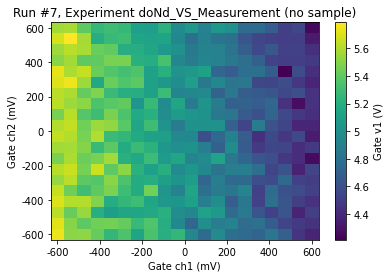 Run #7, Experiment doNd_VS_Measurement (no sample)
600
400
200
0
-200
-400
-600
Gate ch2 (mV)
-600 -400 -200 0 200 400 600
Gate ch1 (mV)
5.6
5.4
5.2
5
4.8
4.6
4.4
Gate v1 (V)